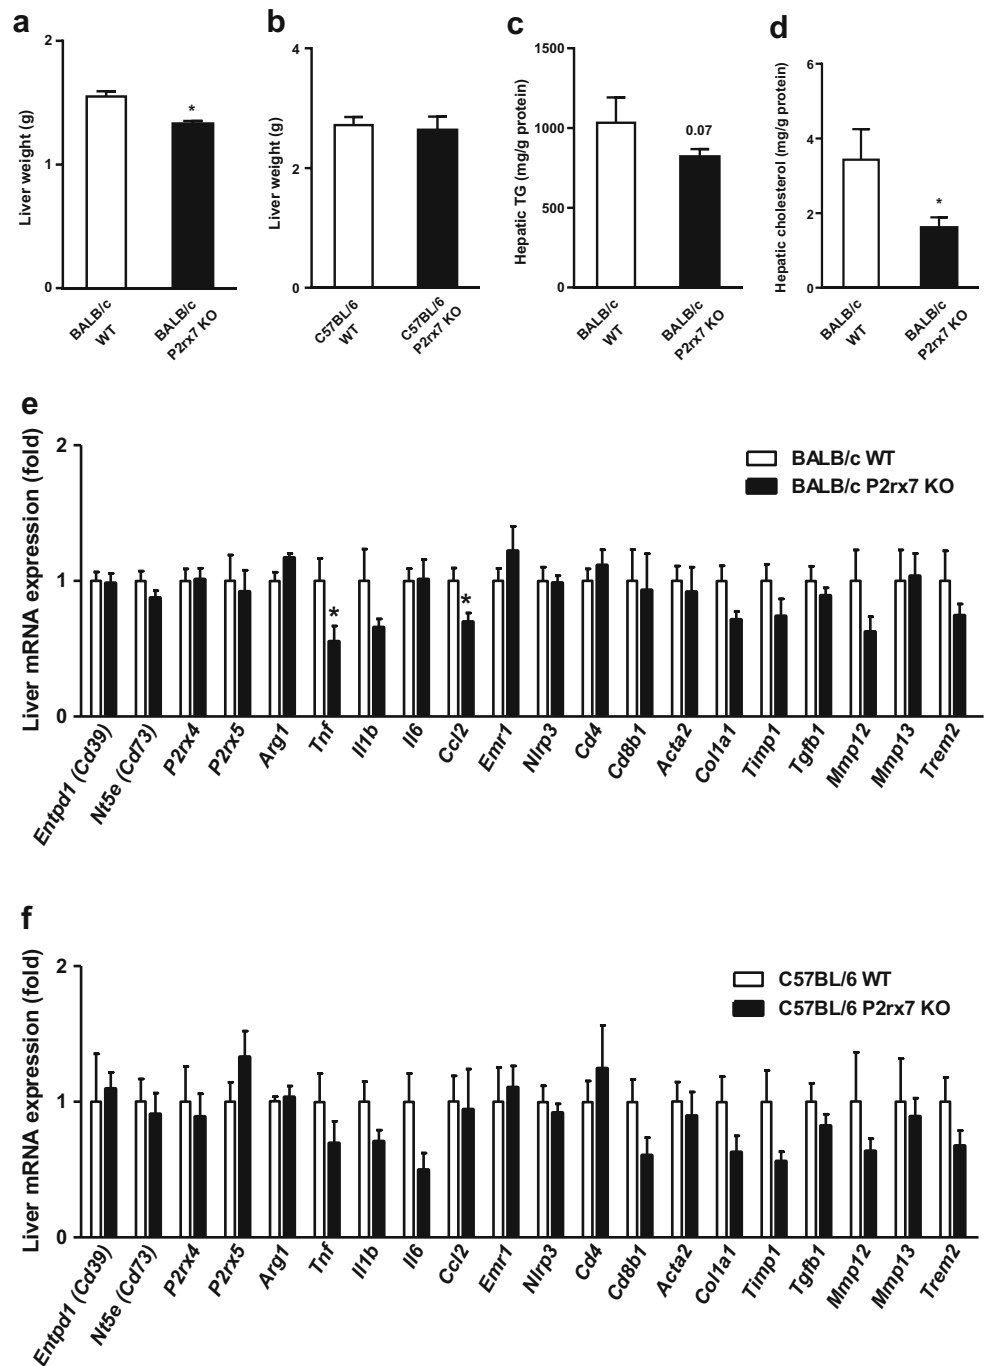 a
Liver weight (g)
2
1
0
BALB/c
WT
BALB/c
P2rx7 KO
*
b
Liver weight (g)
4
2
0
C57BL/6
WT
C57BL/6
P2rx7 KO
c
Hepatic TG (mg/g protein)
1500
1000
500
0
0.07
BALB/c
WT
BALB/c
P2rx7 KO
d
Hepatic cholesterol (mg/g protein)
6
4
2
0
*
BALB/c
WT
BALB/c
P2rx7 KO
e
Liver mRNA expression (fold)
2
1
0
BALB/c WT
BALB/c P2rx7 KO
*
*
Entpd1 (Cd39)
Nt5e (Cd73)
P2rx4
P2rx5
Arg1
Tnf
Il1b
Il6
Ccl2
Emr1
Nlrp3
Cd4
Cd8b1
Acta2
Col1a1
Timp1
Tgfb1
Mmp12
Mmp13
Trem2
f
Liver mRNA expression (fold)
2
1
0
C57BL/6 WT
C57BL/6 P2rx7 KO
Entpd1 (Cd39)
Nt5e (Cd73)
P2rx4
P2rx5
Arg1
Tnf
Il1b
Il6
Ccl2
Emr1
Nlrp3
Cd4
Cd8b1
Acta2
Col1a1
Timp1
Tgfb1
Mmp12
Mmp13
Trem2